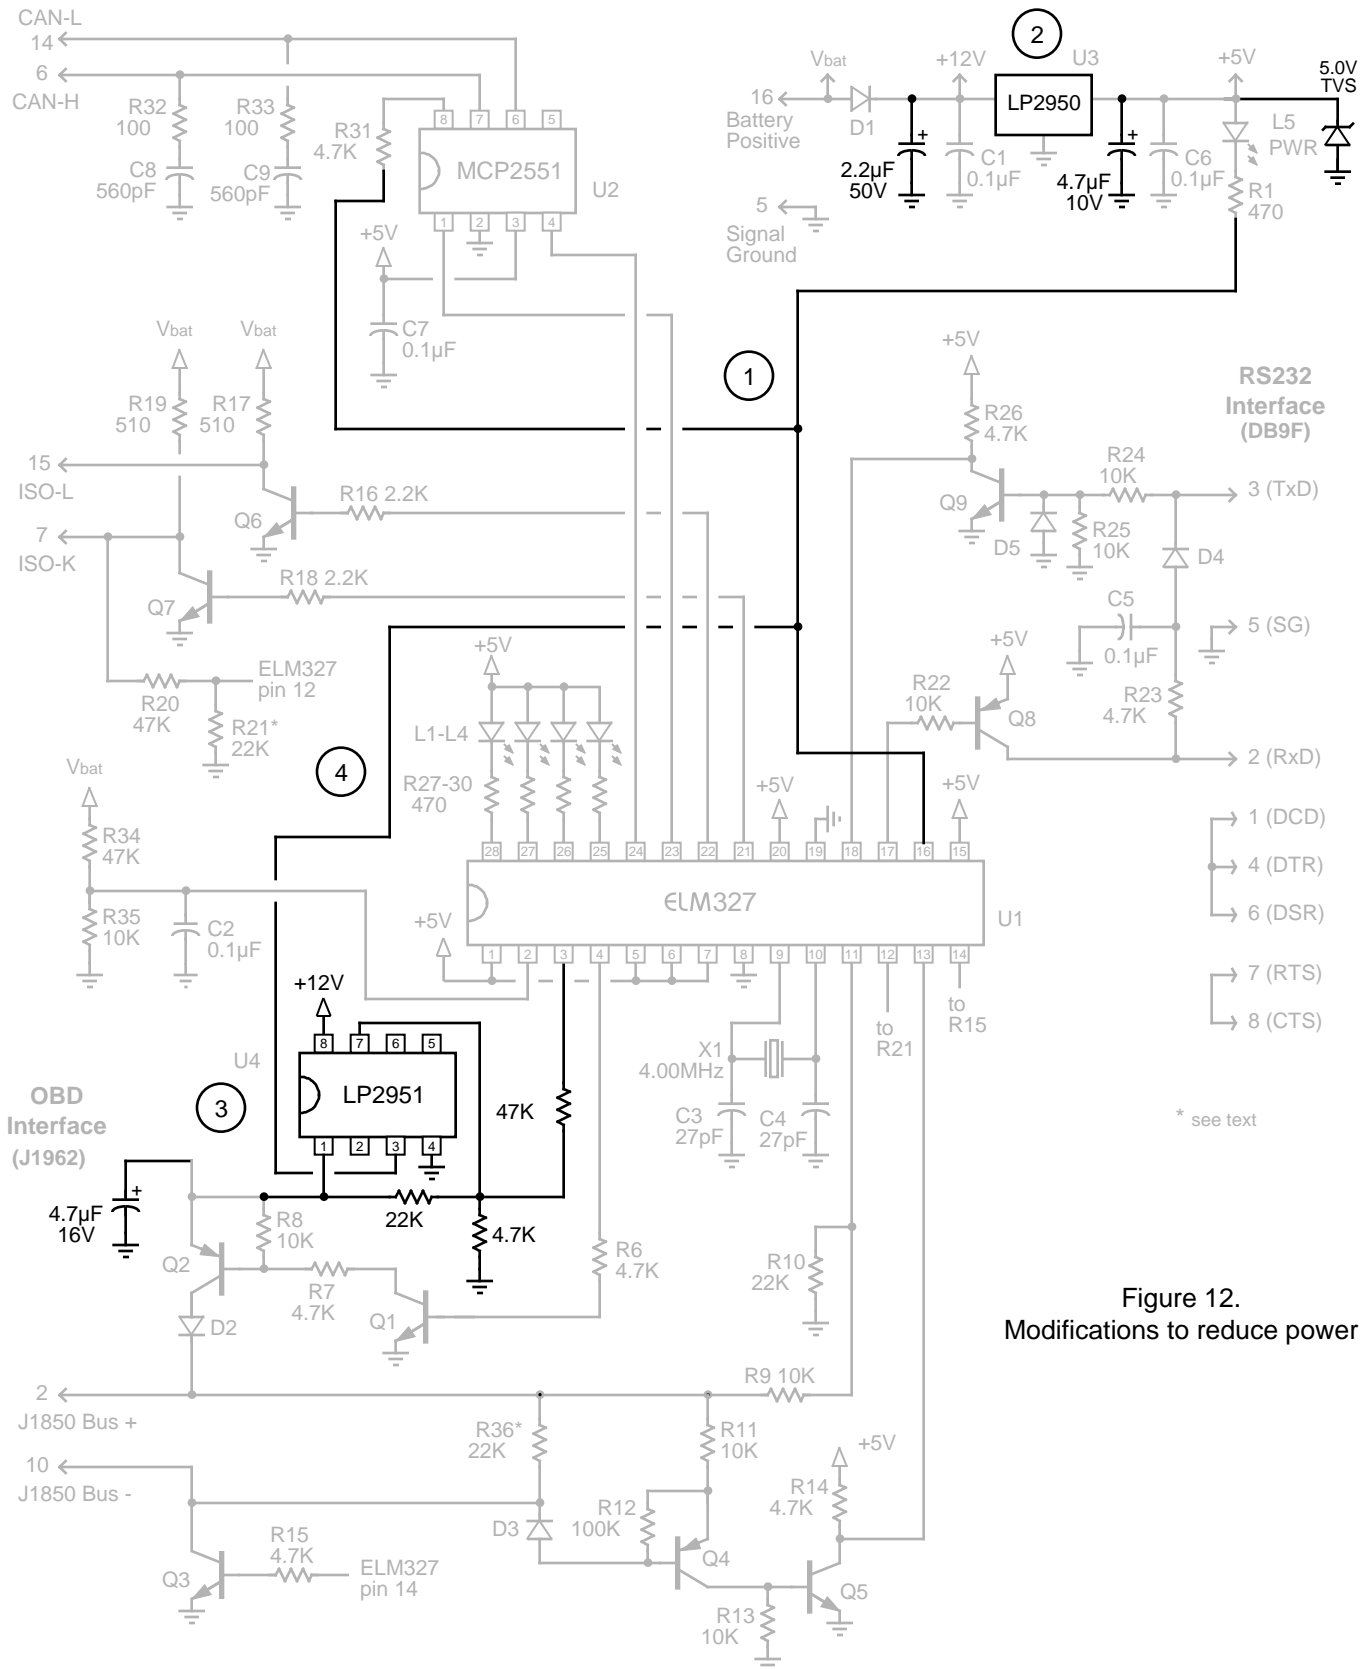 CAN-L
14
6
CAN-H
R32
100
R33
100
C8
560pF
C9
560pF
R31
4.7K
8 7 6 5
MCP2551
U2
1 2 3 4
+5V
C7
0.1µF
2
Vbat
+12V
U3
+5V
5.0V
TVS
16
Battery
Positive
D1
LP2950
L5
PWR
2.2µF
50V
+
C1
0.1µF
4.7µF
10V
+
C6
0.1µF
R1
470
5
Signal
Ground
Vbat
Vbat
R19
510
R17
510
15
ISO-L
7
ISO-K
Q6
R16 2.2K
Q7
R18 2.2K
R20
47K
ELM327
pin 12
R21*
22K
1
+5V
R26
4.7K
RS232
Interface
(DB9F)
R24
10K
Q9
D5
R25
10K
3 (TxD)
D4
C5
0.1µF
5 (SG)
+5V
R22
10K
Q8
R23
4.7K
2 (RxD)
1 (DCD)
4 (DTR)
6 (DSR)
7 (RTS)
8 (CTS)
4
+5V
L1-L4
R27-30
470
+5V
+5V
Vbat
R34
47K
R35
10K
C2
0.1µF
28 27 26 25 24 23 22 21 20 19 18 17 16 15
ELM327
U1
+5V
1 2 3 4 5 6 7 8 9 10 11 12 13 14
to
R21
to
R15
X1
4.00MHz
C3
27pF
C4
27pF
+12V
U4
8 7 6 5
LP2951
1 2 3 4
3
47K
OBD
Interface
(J1962)
* see text
4.7µF
16V
+
R8
10K
22K
4.7K
Q2
R7
4.7K
Q1
R6
4.7K
D2
R10
22K
Figure 12.
Modifications to reduce power
2
J1850 Bus +
R9 10K
R36*
22K
R11
10K
10
J1850 Bus -
+5V
R14
4.7K
D3
R12
100K
Q4
Q5
R13
10K
R15
4.7K
Q3
ELM327
pin 14